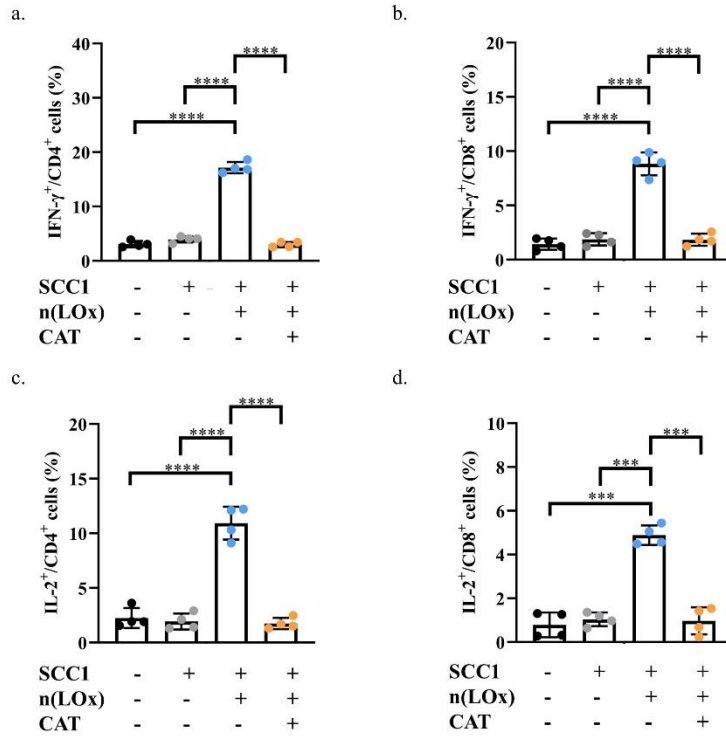 a.
b.
****
****
****
40
30
20
10
0
IFN-γ⁺/CD4⁺ cells (%)
SCC1 - + + +
n(LOx) - - + +
CAT - - - +
****
****
****
20
15
10
5
0
IFN-γ⁺/CD8⁺ cells (%)
SCC1 - + + +
n(LOx) - - + +
CAT - - - +
c.
d.
****
****
****
20
15
10
5
0
IL-2⁺/CD4⁺ cells (%)
SCC1 - + + +
n(LOx) - - + +
CAT - - - +
***
***
***
8
6
4
2
0
IL-2⁺/CD8⁺ cells (%)
SCC1 - + + +
n(LOx) - - + +
CAT - - - +